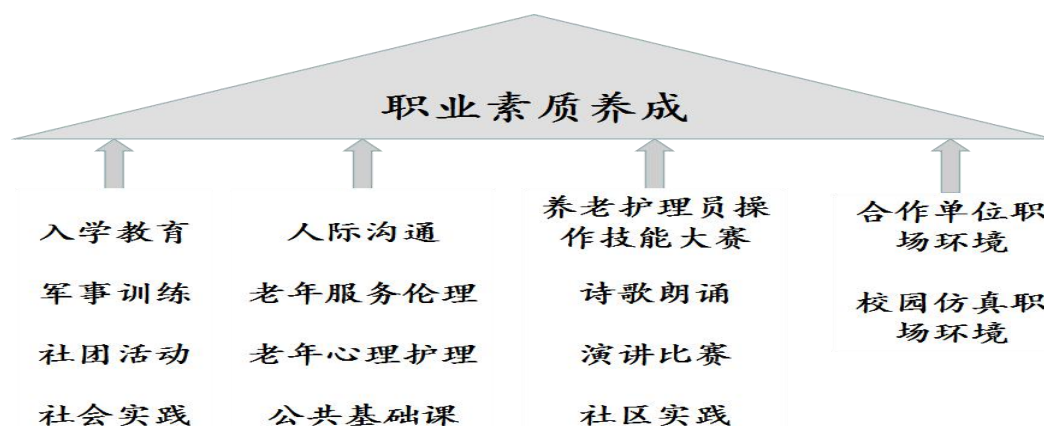 职业素质养成
入学教育
军事训练
社团活动
社会实践
人际沟通
老年服务伦理
老年心理护理
公共基础课
养老护理员操
作技能大赛
诗歌朗诵
演讲比赛
社区实践
合作单位职
场环境
校园仿真职
场环境